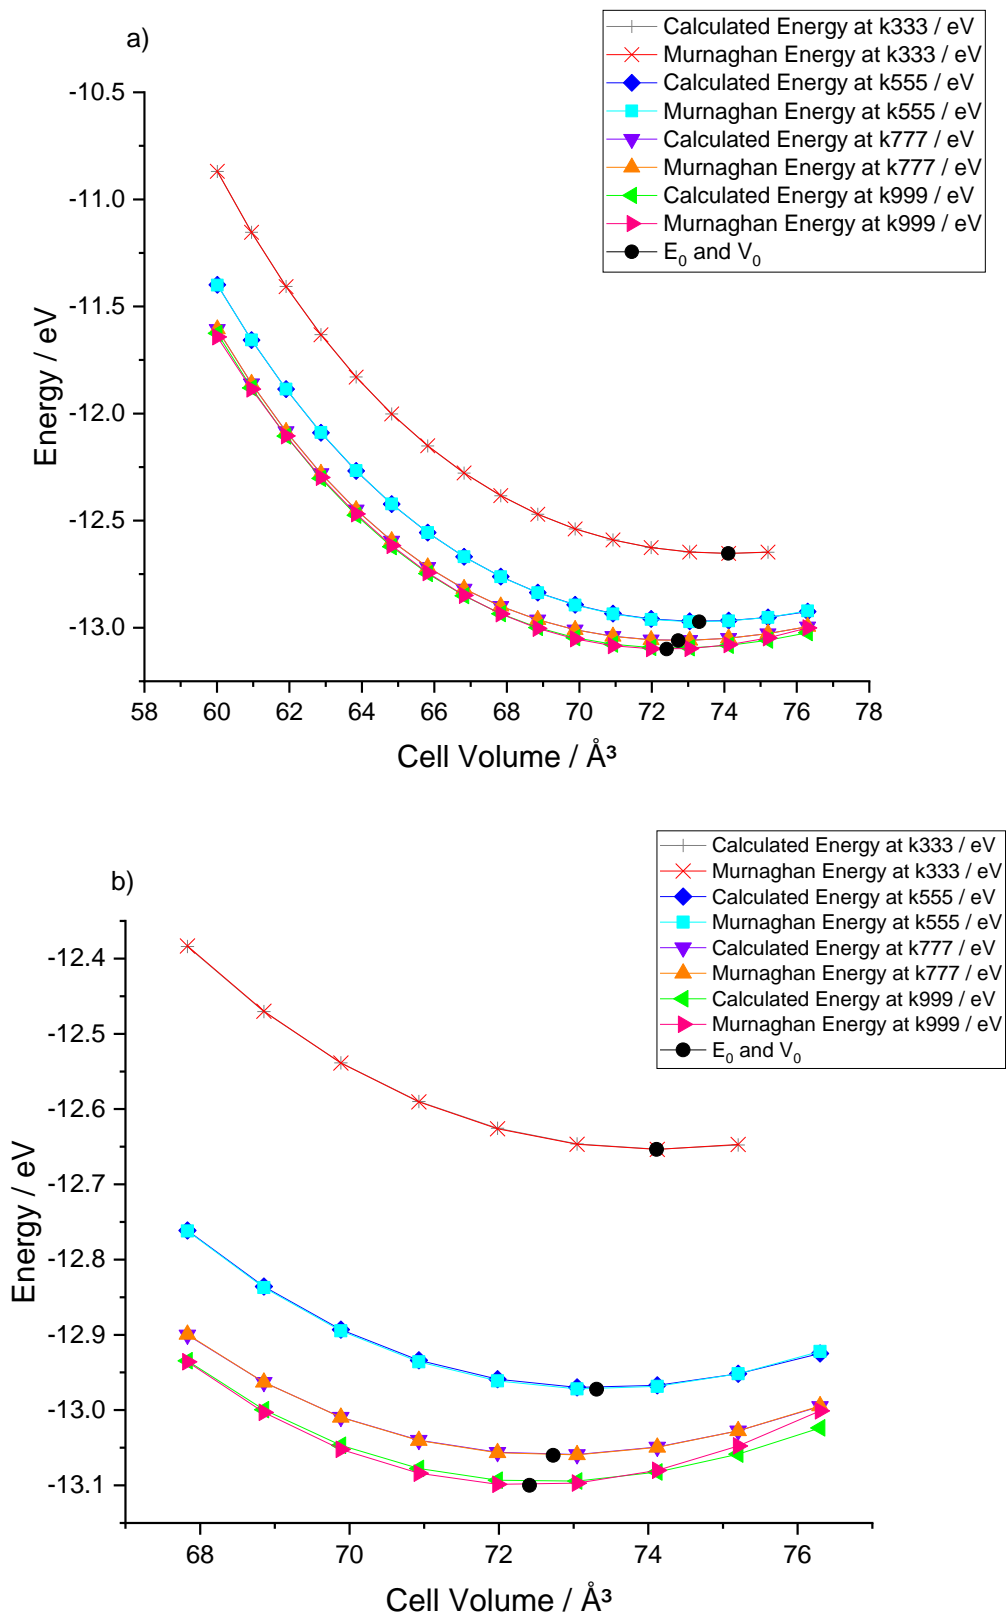 a)
Calculated Energy at k333 / eV
Murnaghan Energy at k333 / eV
Calculated Energy at k555 / eV
Murnaghan Energy at k555 / eV
Calculated Energy at k777 / eV
Murnaghan Energy at k777 / eV
Calculated Energy at k999 / eV
Murnaghan Energy at k999 / eV
E₀ and V₀
-10.5
-11.0
-11.5
-12.0
-12.5
-13.0
Energy / eV
58 60 62 64 66 68 70 72 74 76 78
Cell Volume / Å³
b)
Calculated Energy at k333 / eV
Murnaghan Energy at k333 / eV
Calculated Energy at k555 / eV
Murnaghan Energy at k555 / eV
Calculated Energy at k777 / eV
Murnaghan Energy at k777 / eV
Calculated Energy at k999 / eV
Murnaghan Energy at k999 / eV
E₀ and V₀
-12.4
-12.5
-12.6
-12.7
-12.8
-12.9
-13.0
-13.1
Energy / eV
68 70 72 74 76
Cell Volume / Å³